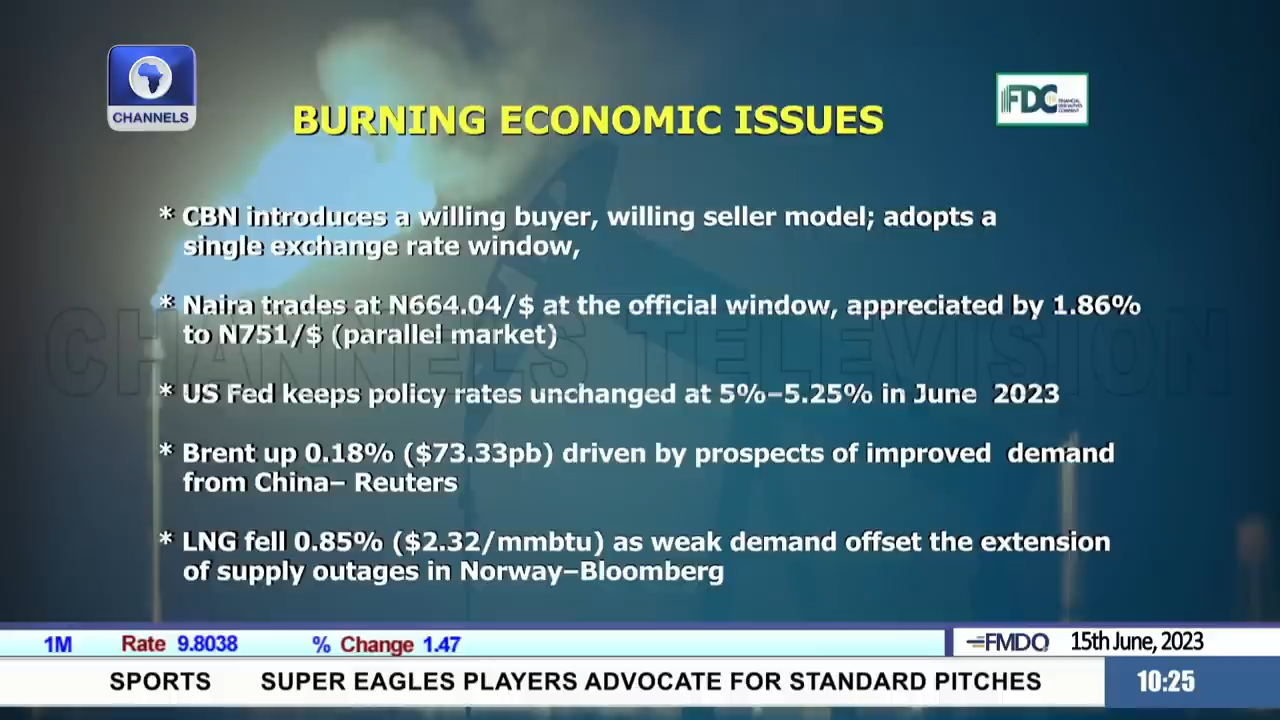 CHANNELS
FDC
BURNING ECONOMIC ISSUES
* CBN introduces a willing buyer, willing seller model; adopts a
single exchange rate window,
* Naira trades at N664.04/$ at the official window, appreciated by 1.86%
to N751/$ (parallel market)
CHANNELS TELEVISION
* US Fed keeps policy rates unchanged at 5%–5.25% in June 2023
* Brent up 0.18% ($73.33pb) driven by prospects of improved demand
from China– Reuters
* LNG fell 0.85% ($2.32/mmbtu) as weak demand offset the extension
of supply outages in Norway–Bloomberg
1M Rate 9.8038 % Change 1.47
FMDQ 15th June, 2023
SPORTS SUPER EAGLES PLAYERS ADVOCATE FOR STANDARD PITCHES
10:25